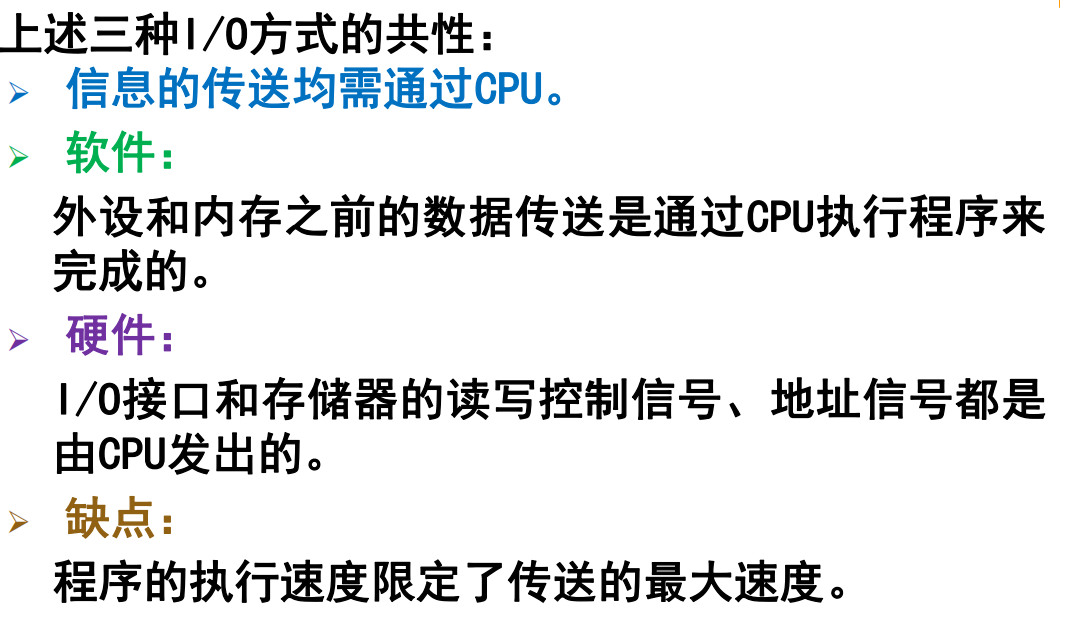 上述三种I/O方式的共性：
➢ 信息的传送均需通过CPU。
➢ 软件：
外设和内存之前的数据传送是通过CPU执行程序来
完成的。
➢ 硬件：
I/O接口和存储器的读写控制信号、地址信号都是
由CPU发出的。
➢ 缺点：
程序的执行速度限定了传送的最大速度。